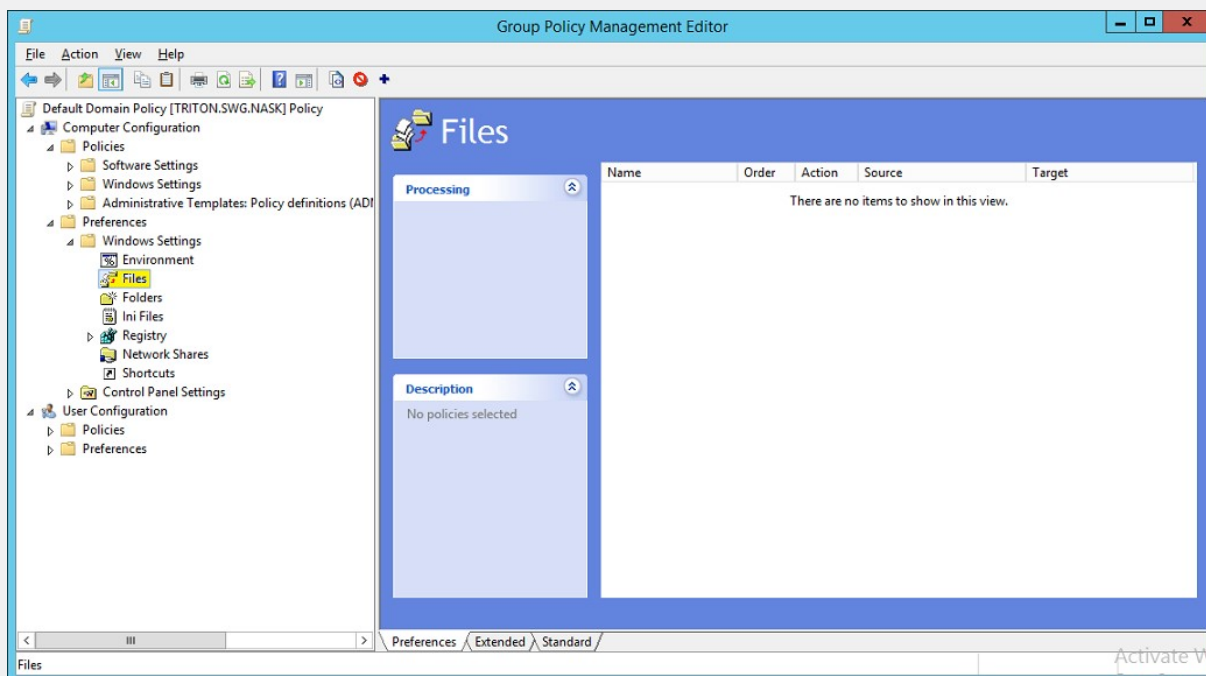 Group Policy Management Editor
File Action View Help
Default Domain Policy [TRITON.SWG.NASK] Policy
Computer Configuration
Policies
Software Settings
Windows Settings
Administrative Templates: Policy definitions (ADI
Preferences
Windows Settings
Environment
Files
Folders
Ini Files
Registry
Network Shares
Shortcuts
Control Panel Settings
User Configuration
Policies
Preferences
Files
Processing
Description
No policies selected
Name Order Action Source Target
There are no items to show in this view.
Preferences Extended Standard
Files
Activate W